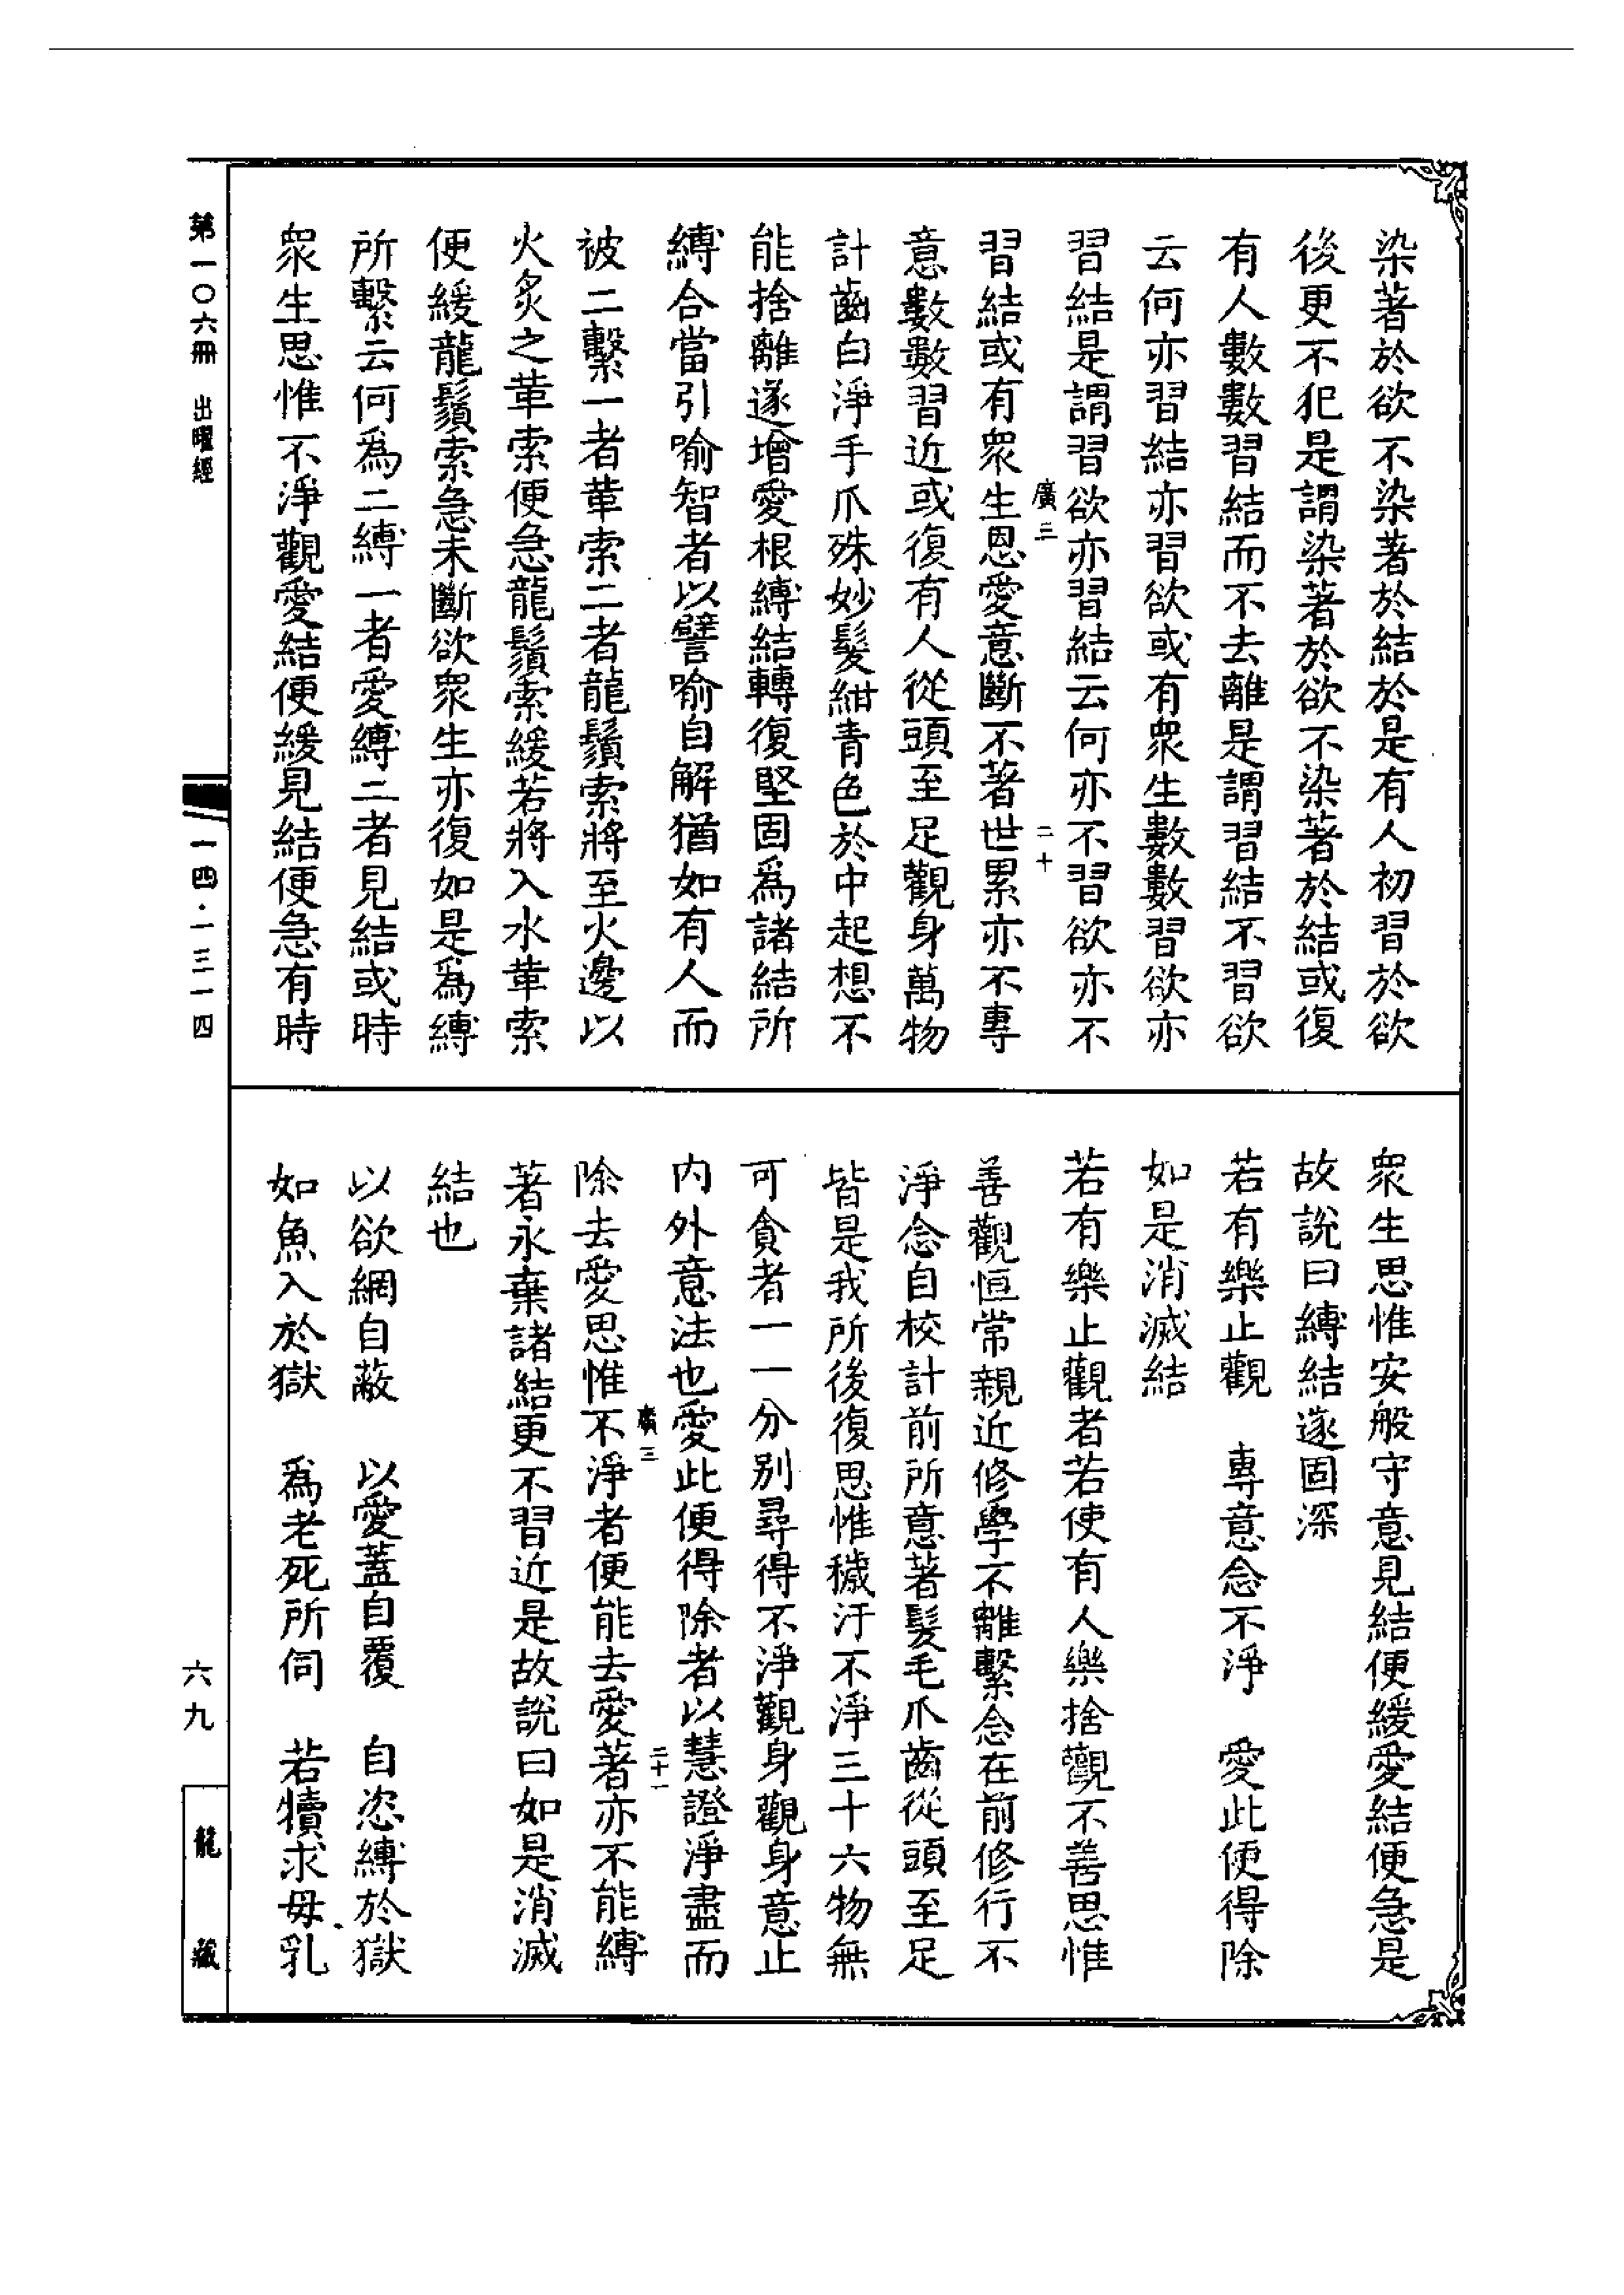 染著於欲不染著於結於是有人初習於欲
後更不犯是謂染著於欲不染著於結或復
有人數數習結而不去離是謂習結不習欲
云何亦習結亦習欲或有衆生數數習欲亦
習結是謂習欲亦習結云何亦不習欲亦不
廣三
二十
習結或有衆生恩愛意斷不著世累亦不專
意數數習近或復有人從頭至足觀身萬物
計齒白淨手爪殊妙髮紺青色於中起想不
能捨離遂增愛根縛結轉復堅固爲諸結所
縛合當引喻智者以譬喻自解猶如有人而
被二繫一者革索二者龍鬚索將至火邊以
火炙之革索便急龍鬚索緩若將入水革索
便緩龍鬚索急未斷欲衆生亦復如是爲縛
所繫云何爲二縛一者愛縛二者見結或時
衆生思惟不淨觀愛結便緩見結便急有時
衆生思惟安般守意見結便緩愛結便急是
故說曰縛結遂固深
若有樂止觀　專意念不淨　愛此便得除
如是消滅結
若有樂止觀者若使有人樂捨觀不善思惟
善觀恒常親近修學不離繫念在前修行不
淨念自校計前所意著髮毛爪齒從頭至足
皆是我所後復思惟穢汙不淨三十六物無
可貪者一一分別尋得不淨觀身觀身意止
內外意法也愛此便得除者以慧證淨盡而
廣三
二十一
除去愛思惟不淨者便能去愛著亦不能縛
著永棄諸結更不習近是故說曰如是消滅
結也
以欲網自蔽　以愛蓋自覆　自恣縛於獄
如魚入於獄　爲老死所伺　若犢求母乳
第一〇六冊　出曜經
一四·一三一四
六九
龍藏